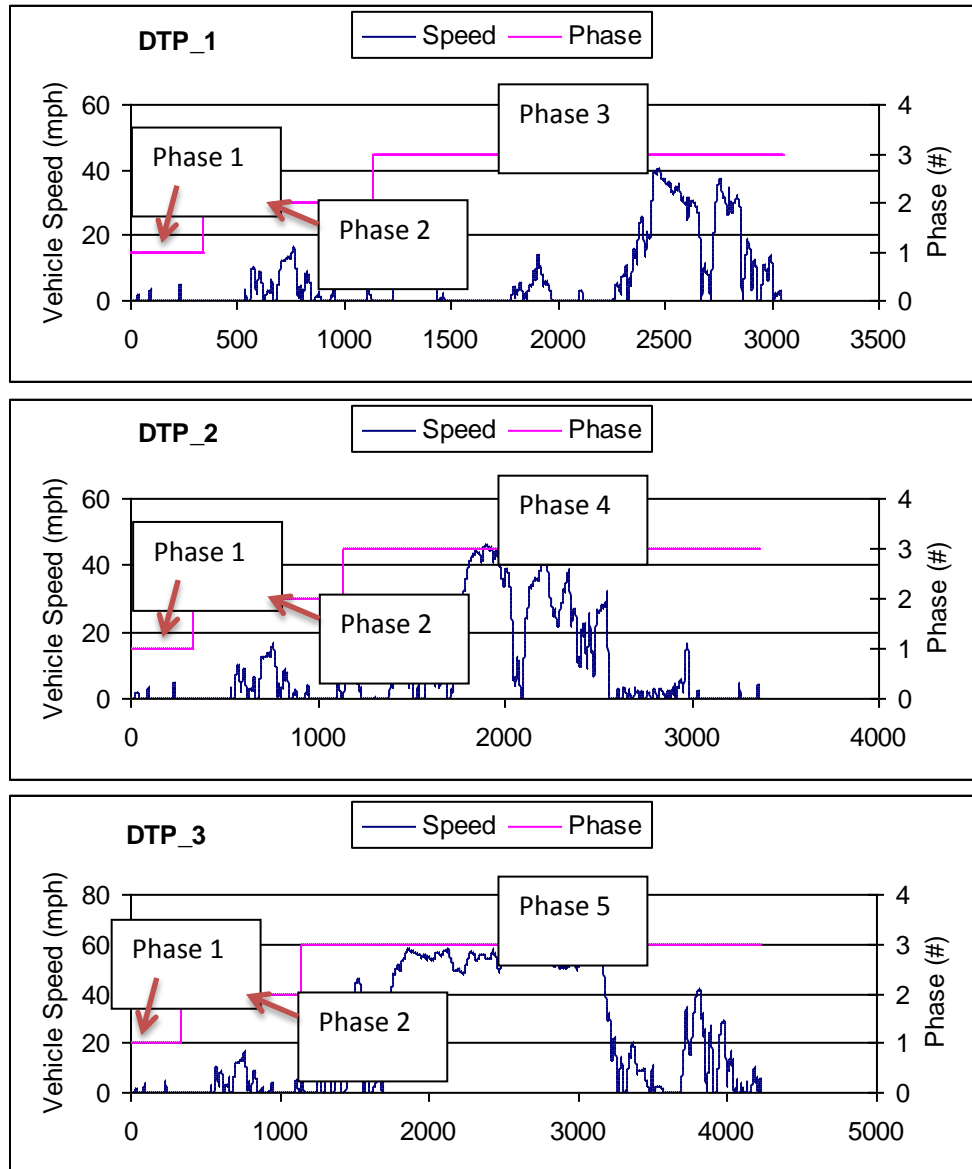 DTP_1
Speed Phase
Vehicle Speed (mph)
60
40
20
0
Phase 1
Phase 2
Phase 3
4
3
2
1
0
Phase (#)
0 500 1000 1500 2000 2500 3000 3500
DTP_2
Speed Phase
Vehicle Speed (mph)
60
40
20
0
Phase 1
Phase 2
Phase 4
4
3
2
1
0
Phase (#)
0 1000 2000 3000 4000
DTP_3
Speed Phase
Vehicle Speed (mph)
80
60
40
20
0
Phase 1
Phase 2
Phase 5
4
3
2
1
0
Phase (#)
0 1000 2000 3000 4000 5000